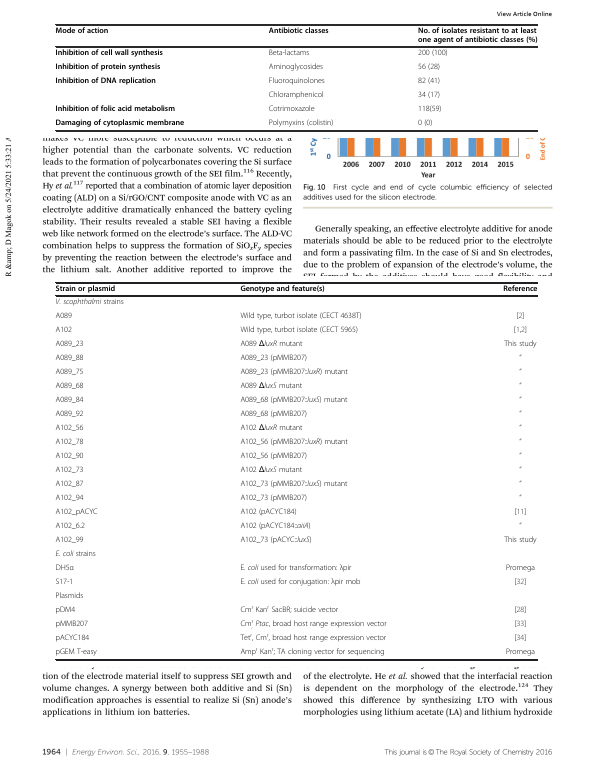 View Article Online
Mode of action Antibiotic classes No. of isolates resistant to at least
one agent of antibiotic classes (%)
Inhibition of cell wall synthesis Beta-lactams 200 (100)
Inhibition of protein synthesis Aminoglycosides 56 (28)
Inhibition of DNA replication Fluoroquinolones 82 (41)
Chloramphenicol 34 (17)
Inhibition of folic acid metabolism Cotrimoxazole 118(59)
Damaging of cytoplasmic membrane Polymyxins (colistin) 0 (0)
makes VC more susceptible to reduction which occurs at a
higher potential than the carbonate solvents. VC reduction
leads to the formation of polycarbonates covering the Si surface
that prevent the continuous growth of the SEI film.116 Recently,
Hy et al.117 reported that a combination of atomic layer deposition
coating (ALD) on a Si/rGO/CNT composite anode with VC as an
electrolyte additive dramatically enhanced the battery cycling
stability. Their results revealed a stable SEI having a flexible
web like network formed on the electrode's surface. The ALD-VC
combination helps to suppress the formation of SiOxFy species
by preventing the reaction between the electrode's surface and
the lithium salt. Another additive reported to improve the
1st Cy
0
2006 2007 2010 2011 2012 2014 2015
0
End of C
Year
Fig. 10 First cycle and end of cycle columbic efficiency of selected
additives used for the silicon electrode.
Generally speaking, an effective electrolyte additive for anode
materials should be able to be reduced prior to the electrolyte
and form a passivating film. In the case of Si and Sn electrodes,
due to the problem of expansion of the electrode's volume, the
SEI formed by the additives should have good flexibility and
R &amp; D Magok on 5/24/2021 5:33:21 A
Strain or plasmid Genotype and feature(s) Reference
V. scophthalmi strains
A089 Wild type, turbot isolate (CECT 4638T) [2]
A102 Wild type, turbot isolate (CECT 5965) [1,2]
A089_23 A089 ΔluxR mutant This study
A089_88 A089_23 (pMMB207) "
A089_75 A089_23 (pMMB207::luxR) mutant "
A089_68 A089 ΔluxS mutant "
A089_84 A089_68 (pMMB207::luxS) mutant "
A089_92 A089_68 (pMMB207) "
A102_56 A102 ΔluxR mutant "
A102_78 A102_56 (pMMB207::luxR) mutant "
A102_90 A102_56 (pMMB207) "
A102_73 A102 ΔluxS mutant "
A102_87 A102_73 (pMMB207::luxS) mutant "
A102_94 A102_73 (pMMB207) "
A102_pACYC A102 (pACYC184) [11]
A102_6.2 A102 (pACYC184::aiiA) "
A102_99 A102_73 (pACYC::luxS) This study
E. coli strains
DH5α E. coli used for transformation: λpir Promega
S17-1 E. coli used for conjugation: λpir mob [32]
Plasmids
pDM4 Cmr Kanr SacBR; suicide vector [28]
pMMB207 Cmr Ptac, broad host range expression vector [33]
pACYC184 Tetr, Cmr, broad host range expression vector [34]
pGEM T-easy Ampr Kanr; TA cloning vector for sequencing Promega
tion of the electrode material itself to suppress SEI growth and
volume changes. A synergy between both additive and Si (Sn)
modification approaches is essential to realize Si (Sn) anode's
applications in lithium ion batteries.
of the electrolyte. He et al. showed that the interfacial reaction
is dependent on the morphology of the electrode.124 They
showed this difference by synthesizing LTO with various
morphologies using lithium acetate (LA) and lithium hydroxide
1964 | Energy Environ. Sci., 2016, 9, 1955–1988
This journal is © The Royal Society of Chemistry 2016